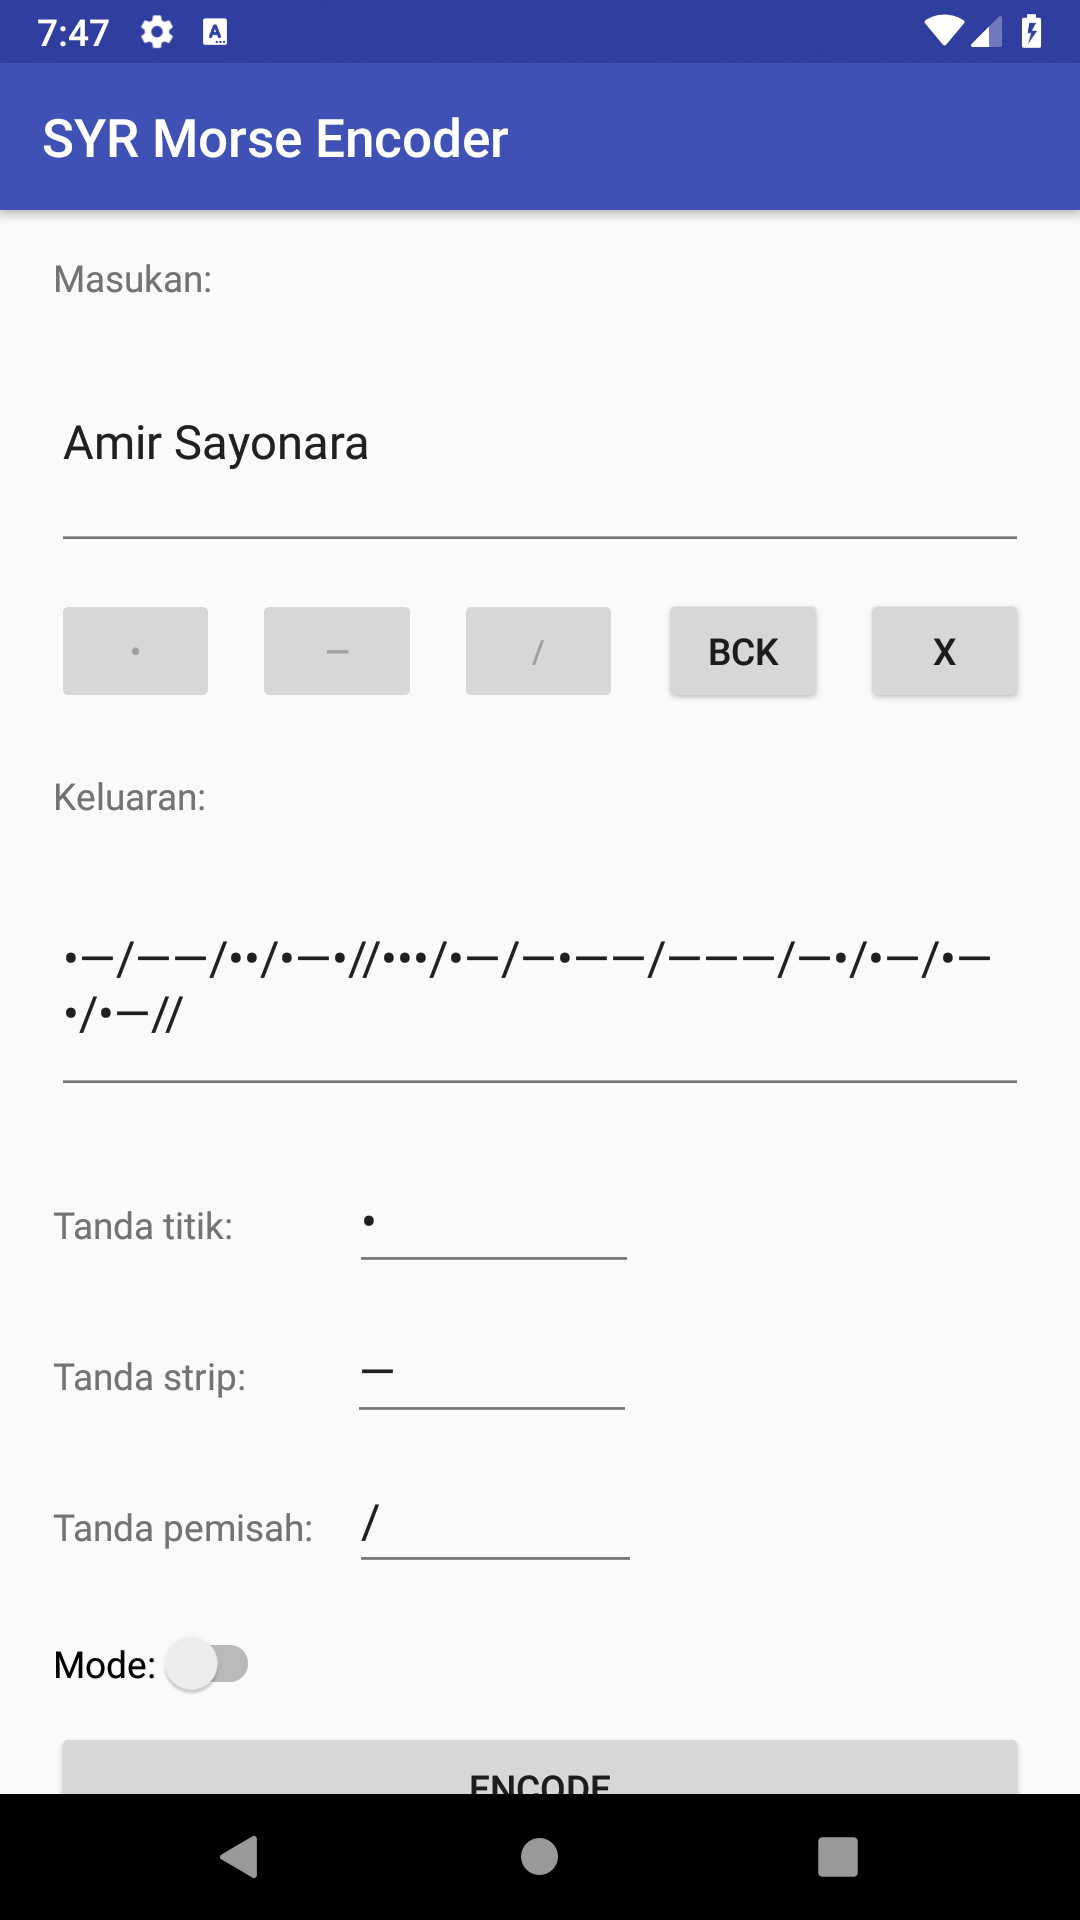 7:47
SYR Morse Encoder
Masukan:
Amir Sayonara
• — / BCK X
Keluaran:
•—/——/••/•—•//•••/•—/—•——/———/—•/•—/•—
•/•—//
Tanda titik: •
Tanda strip: —
Tanda pemisah: /
Mode:
ENCODE